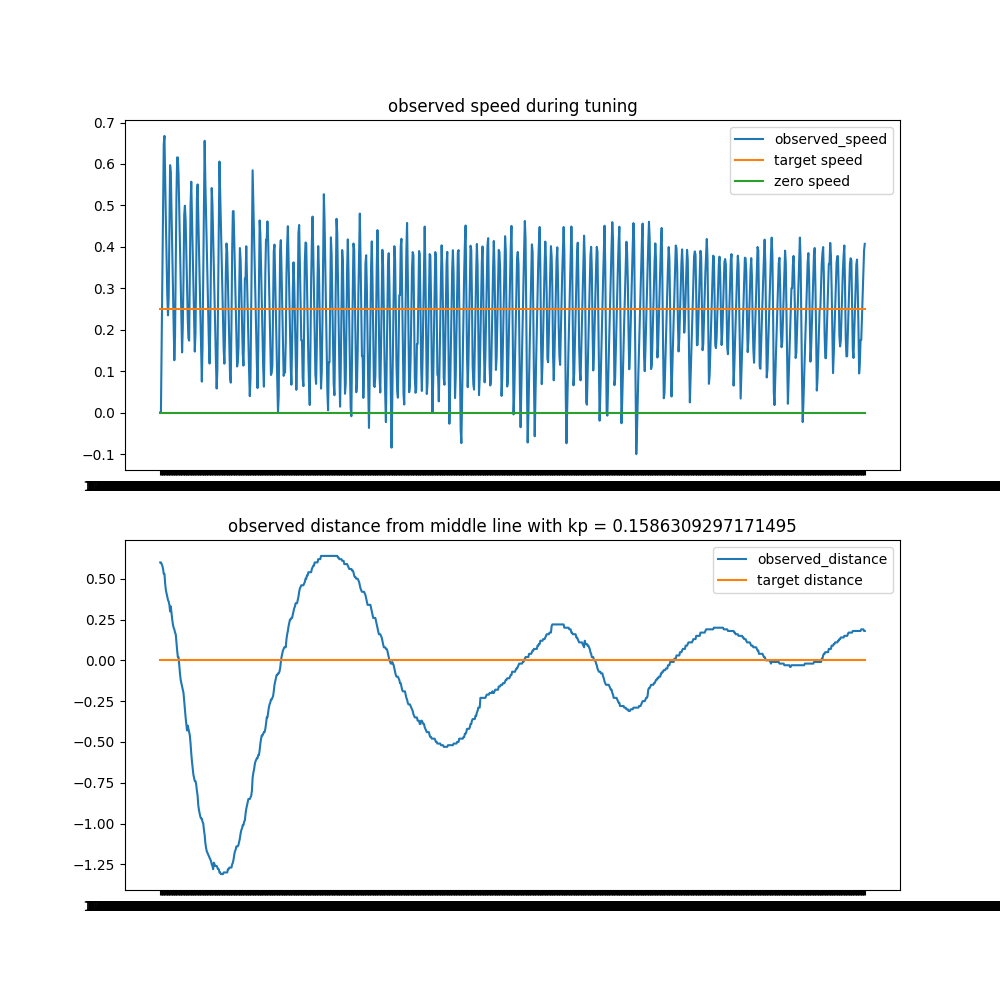 observed speed during tuning
0.7
0.6
0.5
0.4
0.3
0.2
0.1
0.0
−0.1
observed_speed
target speed
zero speed
observed distance from middle line with kp = 0.1586309297171495
0.50
0.25
0.00
−0.25
−0.50
−0.75
−1.00
−1.25
observed_distance
target distance